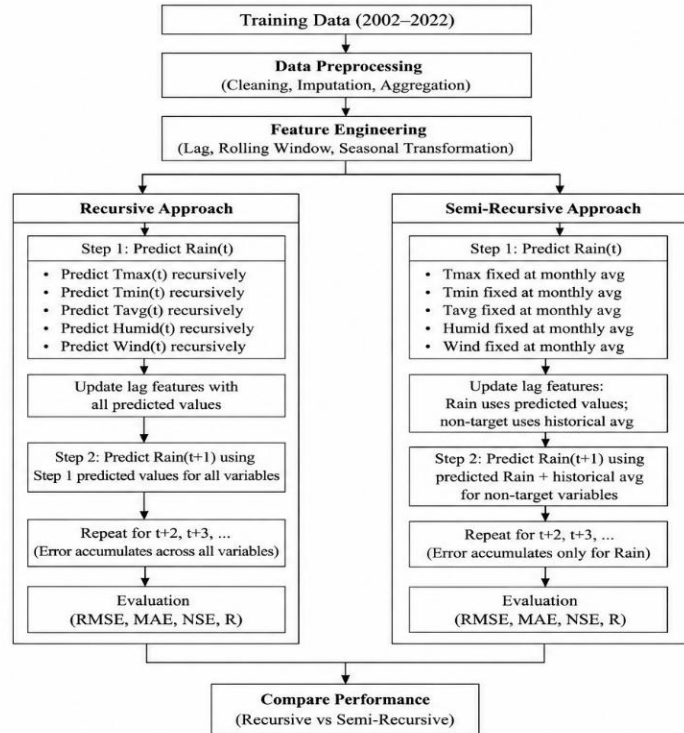 Training Data (2002–2022)
Data Preprocessing
(Cleaning, Imputation, Aggregation)
Feature Engineering
(Lag, Rolling Window, Seasonal Transformation)
Recursive Approach
Step 1: Predict Rain(t)
• Predict Tmax(t) recursively
• Predict Tmin(t) recursively
• Predict Tavg(t) recursively
• Predict Humid(t) recursively
• Predict Wind(t) recursively
Update lag features with
all predicted values
Step 2: Predict Rain(t+1) using
Step 1 predicted values for all variables
Repeat for t+2, t+3, ...
(Error accumulates across all variables)
Evaluation
(RMSE, MAE, NSE, R)
Semi-Recursive Approach
Step 1: Predict Rain(t)
• Tmax fixed at monthly avg
• Tmin fixed at monthly avg
• Tavg fixed at monthly avg
• Humid fixed at monthly avg
• Wind fixed at monthly avg
Update lag features:
Rain uses predicted values;
non-target uses historical avg
Step 2: Predict Rain(t+1) using
predicted Rain + historical avg
for non-target variables
Repeat for t+2, t+3, ...
(Error accumulates only for Rain)
Evaluation
(RMSE, MAE, NSE, R)
Compare Performance
(Recursive vs Semi-Recursive)